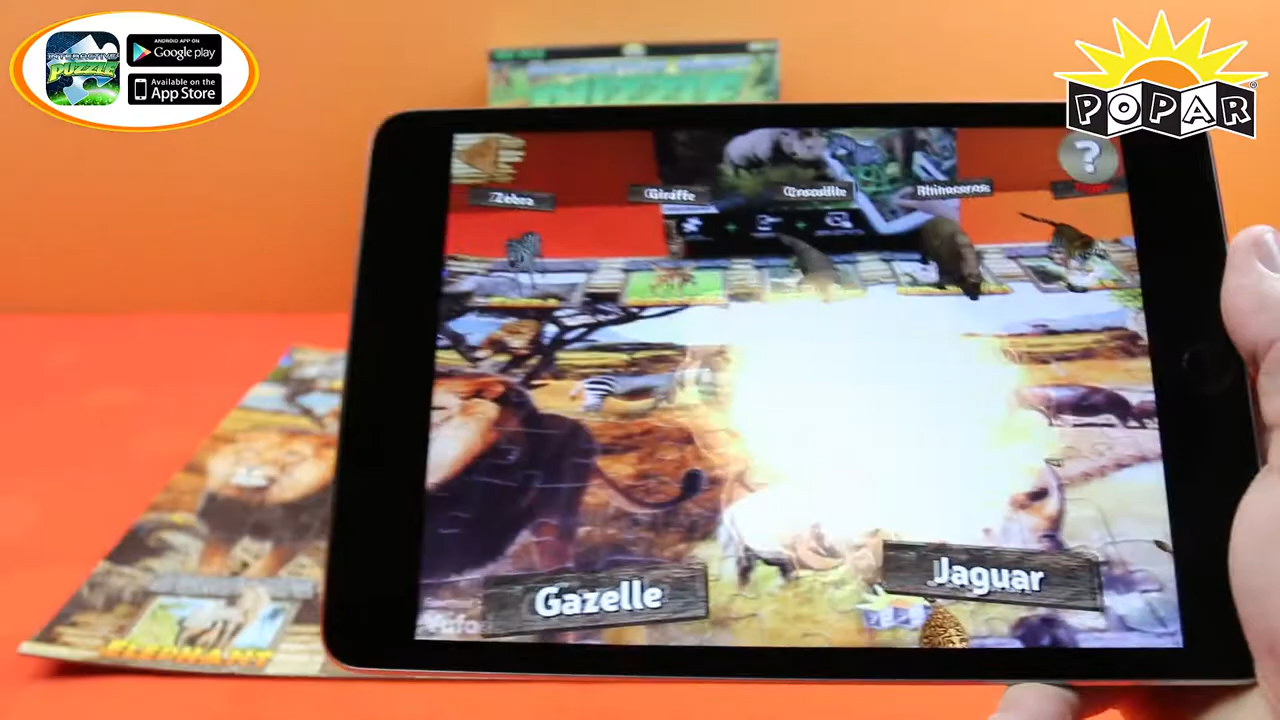 INTERACTIVE
PUZZLE
ANDROID APP ON
Google play
Available on the
App Store
POPAR®
?
Zebra
Giraffe
Crocodile
Rhinoceros
Gazelle
Jaguar
ELEPHANT